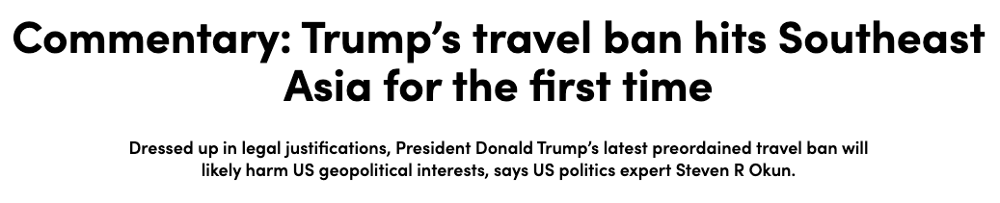 Commentary: Trump’s travel ban hits Southeast
Asia for the first time
Dressed up in legal justifications, President Donald Trump’s latest preordained travel ban will
likely harm US geopolitical interests, says US politics expert Steven R Okun.